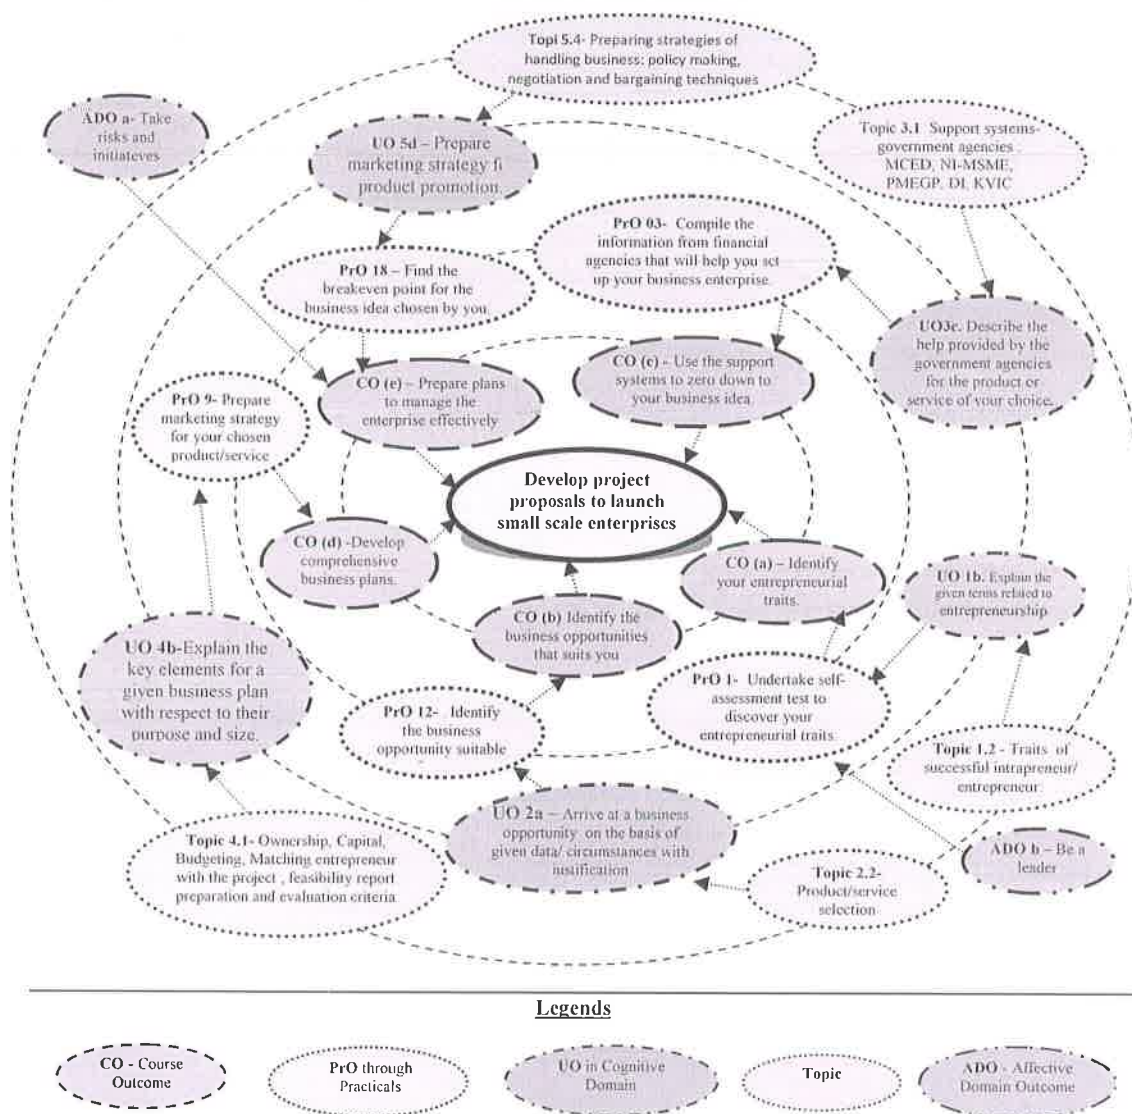 Topi 5.4- Preparing strategies of
handling business: policy making,
negotiation and bargaining techniques
ADO a- Take
risks and
initiateves
UO 5d – Prepare
marketing strategy fi
product promotion.
Topic 3.1 Support systems-
government agencies
MCED, NI-MSME,
PMEGP, DI, KVIC
PrO 03- Compile the
information from financial
agencies that will help you set
up your business enterprise.
PrO 18 – Find the
breakeven point for the
business idea chosen by you.
UO3c. Describe the
help provided by the
government agencies
for the product or
service of your choice.
CO (e) – Prepare plans
to manage the
enterprise effectively
CO (c) - Use the support
systems to zero down to
your business idea.
PrO 9- Prepare
marketing strategy
for your chosen
product/service
Develop project
proposals to launch
small scale enterprises
CO (d) -Develop
comprehensive
business plans.
CO (a) – Identify
your entrepreneurial
traits.
UO 1b. Explain the
given terms related to
entrepreneurship
CO (b) Identify the
business opportunities
that suits you
UO 4b-Explain the
key elements for a
given business plan
with respect to their
purpose and size.
PrO 1- Undertake self-
assessment test to
discover your
entrepreneurial traits.
PrO 12- Identify
the business
opportunity suitable
Topic 1.2 - Traits of
successful intrapreneur/
entrepreneur
UO 2a – Arrive at a business
opportunity on the basis of
given data/ circumstances with
justification
Topic 4.1- Ownership, Capital,
Budgeting, Matching entrepreneur
with the project , feasibility report
preparation and evaluation criteria
ADO b – Be a
leader
Topic 2.2-
Product/service
selection
Legends
CO - Course
Outcome
PrO through
Practicals
UO in Cognitive
Domain
Topic
ADO - Affective
Domain Outcome